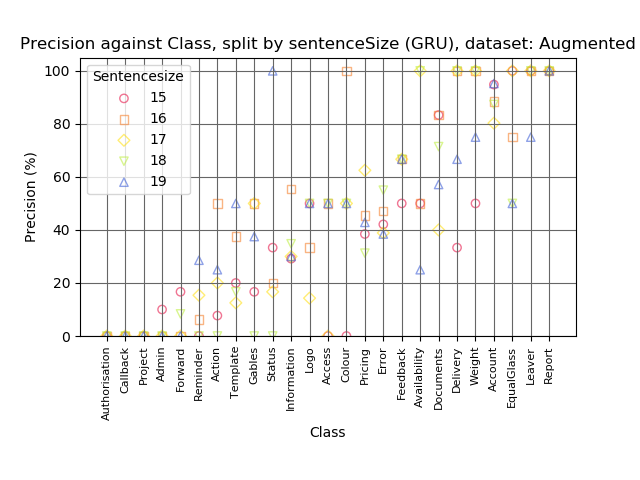 Precision against Class, split by sentenceSize (GRU), dataset: Augmented
Precision (%)
100
80
60
40
20
0
Sentencesize
15
16
17
18
19
Authorisation
Callback
Project
Admin
Forward
Reminder
Action
Template
Gables
Status
Information
Logo
Access
Colour
Pricing
Error
Feedback
Availability
Documents
Delivery
Weight
Account
EqualGlass
Leaver
Report
Class